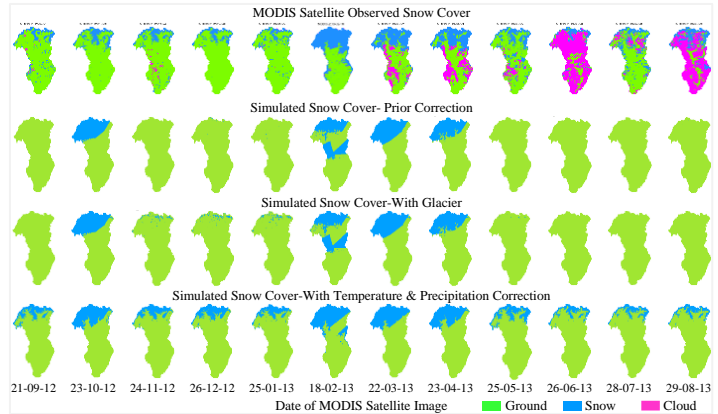 MODIS Satellite Observed Snow Cover
Simulated Snow Cover- Prior Correction
Simulated Snow Cover-With Glacier
Simulated Snow Cover-With Temperature & Precipitation Correction
21-09-12 23-10-12 24-11-12 26-12-12 25-01-13 18-02-13 22-03-13 23-04-13 25-05-13 26-06-13 28-07-13 29-08-13
Date of MODIS Satellite Image Ground Snow Cloud